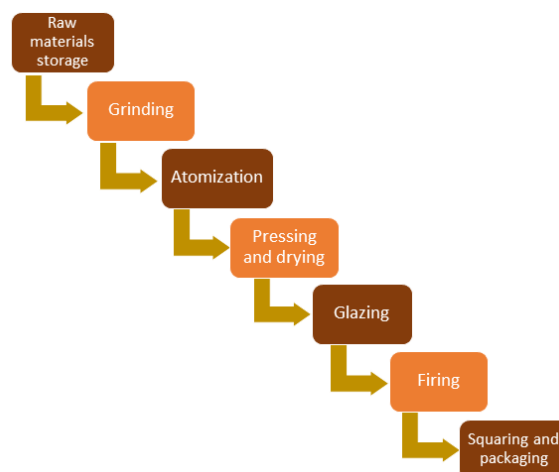 Raw
materials
storage
Grinding
Atomization
Pressing
and drying
Glazing
Firing
Squaring and
packaging